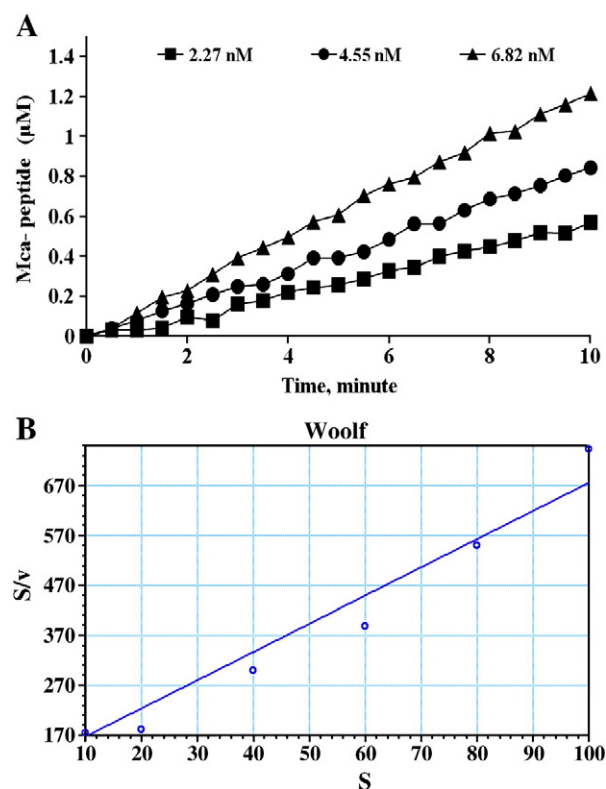 A
2.27 nM 4.55 nM 6.82 nM
1.4
1.2
1
0.8
0.6
0.4
0.2
0
Mca- peptide (µM)
0 2 4 6 8 10
Time, minute
B
Woolf
670
570
470
370
270
170
S/v
10 20 30 40 50 60 70 80 90 100
S